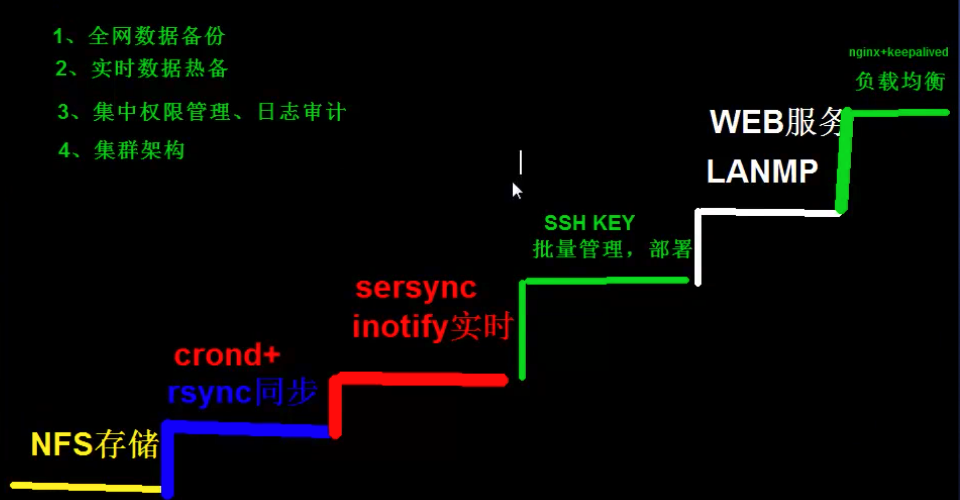 1、全网数据备份
2、实时数据热备
3、集中权限管理、日志审计
4、集群架构
nginx+keepalived
负载均衡
WEB服务
LANMP
SSH KEY
批量管理，部署
sersync
inotify实时
crond+
rsync同步
NFS存储